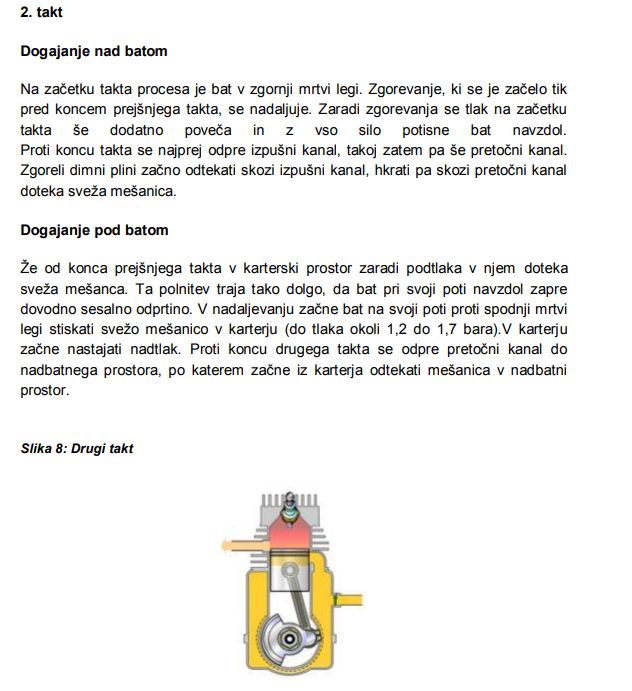 2. takt
Dogajanje nad batom
Na začetku takta procesa je bat v zgornji mrtvi legi. Zgorevanje, ki se je začelo tik
pred koncem prejšnjega takta, se nadaljuje. Zaradi zgorevanja se tlak na začetku
takta še dodatno poveča in z vso silo potisne bat navzdol.
Proti koncu takta se najprej odpre izpušni kanal, takoj zatem pa še pretočni kanal.
Zgoreli dimni plini začno odtekati skozi izpušni kanal, hkrati pa skozi pretočni kanal
doteka sveža mešanica.
Dogajanje pod batom
Že od konca prejšnjega takta v karterski prostor zaradi podtlaka v njem doteka
sveža mešanca. Ta polnitev traja tako dolgo, da bat pri svoji poti navzdol zapre
dovodno sesalno odprtino. V nadaljevanju začne bat na svoji poti proti spodnji mrtvi
legi stiskati svežo mešanico v karterju (do tlaka okoli 1,2 do 1,7 bara).V karterju
začne nastajati nadtlak. Proti koncu drugega takta se odpre pretočni kanal do
nadbatnega prostora, po katerem začne iz karterja odtekati mešanica v nadbatni
prostor.
Slika 8: Drugi takt